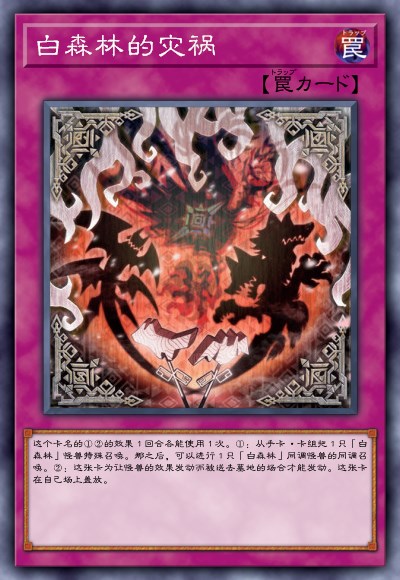 白森林的灾祸
トラップ
罠
トラップ
【罠カード】
这个卡名的①②的效果1回合各能使用1次。①：从手卡·卡组把1只「白
森林」怪兽特殊召唤。那之后，可以进行1只「白森林」同调怪兽的同调召
唤。②：这张卡为让怪兽的效果发动而被送去墓地的场合才能发动。这张卡
在自己场上盖放。